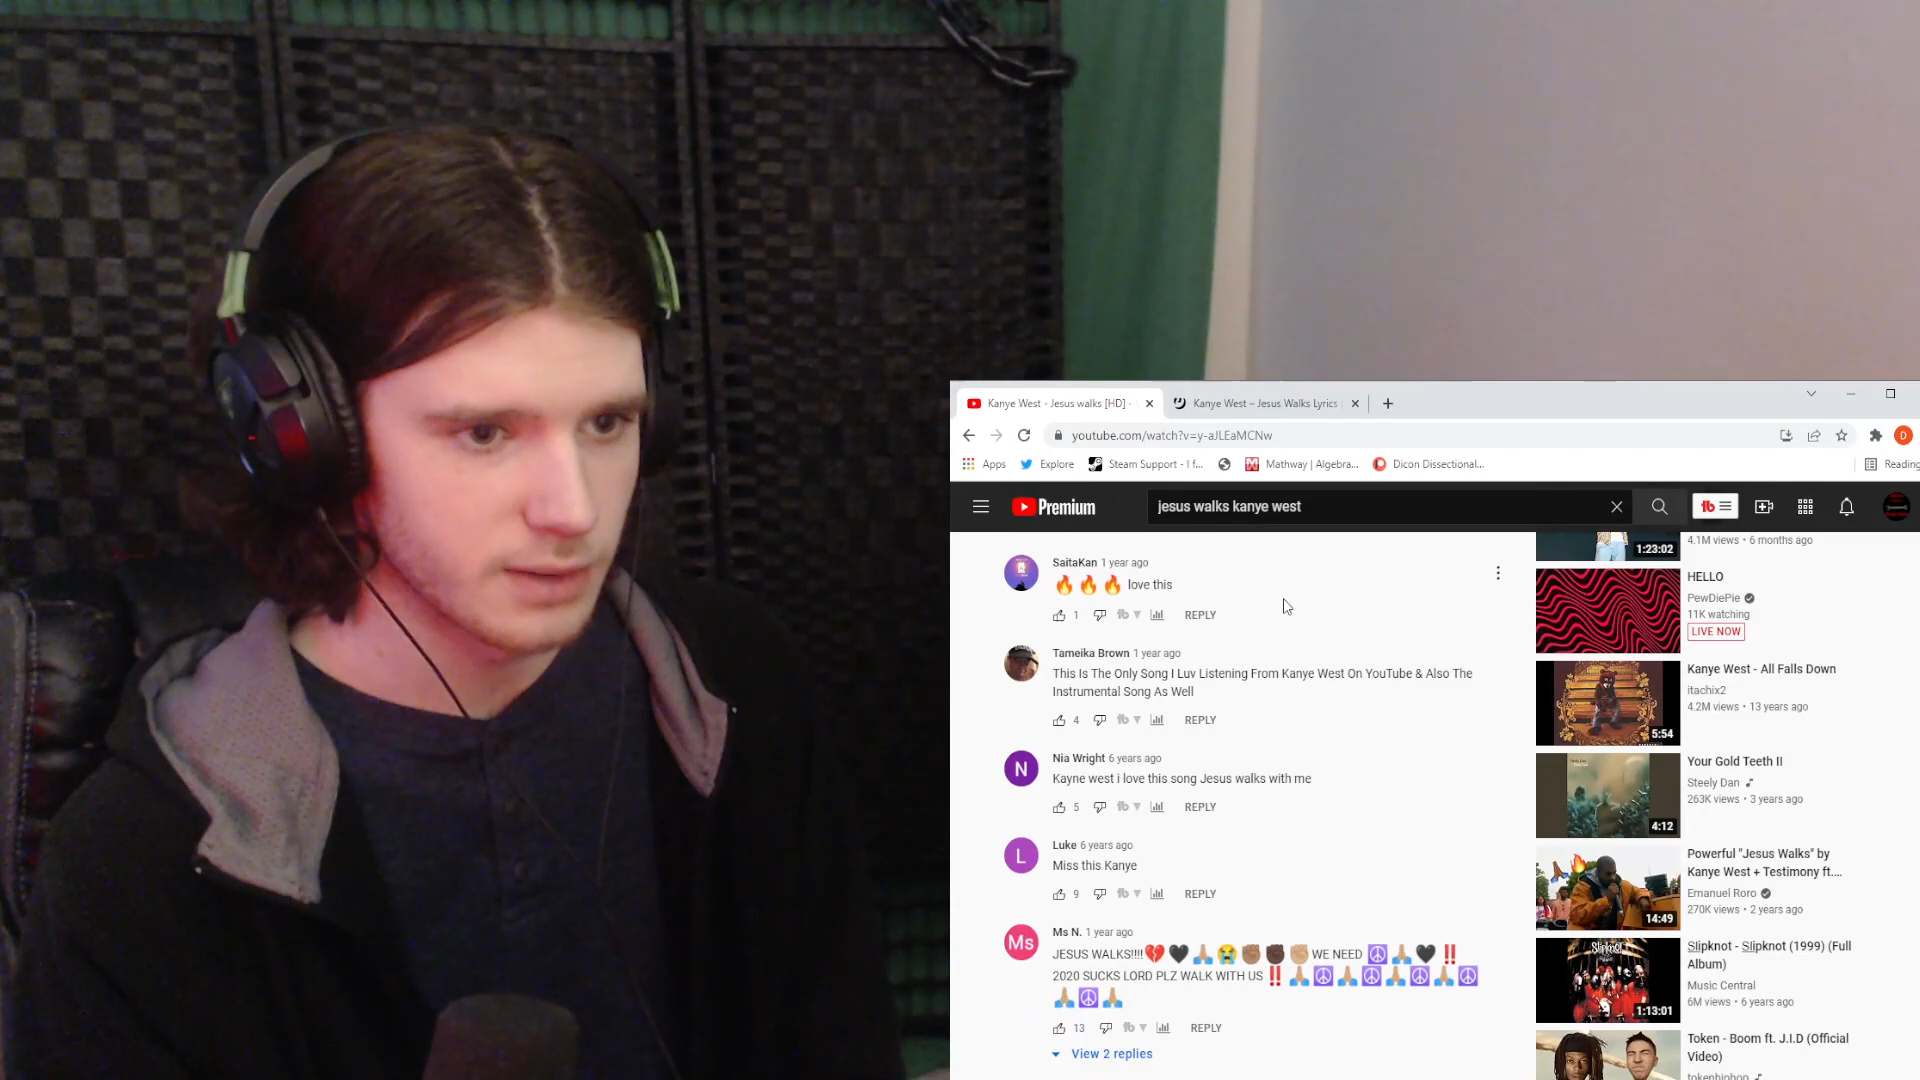 Kanye West - Jesus walks [HD] -
Kanye West – Jesus Walks Lyrics
youtube.com/watch?v=y-aJLEaMCNw
Apps
Explore
Steam Support - I f...
Mathway | Algebra...
Dicon Dissectional...
Reading
Premium
jesus walks kanye west
SaitaKan 1 year ago
🔥 🔥 🔥 love this
1
REPLY
Tameika Brown 1 year ago
This Is The Only Song I Luv Listening From Kanye West On YouTube & Also The
Instrumental Song As Well
4
REPLY
Nia Wright 6 years ago
N
Kayne west i love this song Jesus walks with me
5
REPLY
Luke 6 years ago
L
Miss this Kanye
9
REPLY
Ms N. 1 year ago
Ms
JESUS WALKS!!!!💔🖤🙏🏼😭✊🏽✊🏿✊🏼WE NEED ☮🙏🏼🖤‼
2020 SUCKS LORD PLZ WALK WITH US ‼🙏🏼☮🙏🏼☮🙏🏼☮🙏🏼☮
🙏🏼☮🙏🏼
13
REPLY
View 2 replies
4.1M views • 6 months ago
1:23:02
HELLO
PewDiePie
11K watching
LIVE NOW
Kanye West - All Falls Down
itachix2
4.2M views • 13 years ago
5:54
Your Gold Teeth II
Steely Dan
263K views • 3 years ago
4:12
Powerful "Jesus Walks" by
Kanye West + Testimony ft....
Emanuel Roro
270K views • 2 years ago
14:49
Slipknot - Slipknot (1999) (Full
Album)
Music Central
6M views • 6 years ago
1:13:01
Token - Boom ft. J.I.D (Official
Video)
tokenhiphop
D